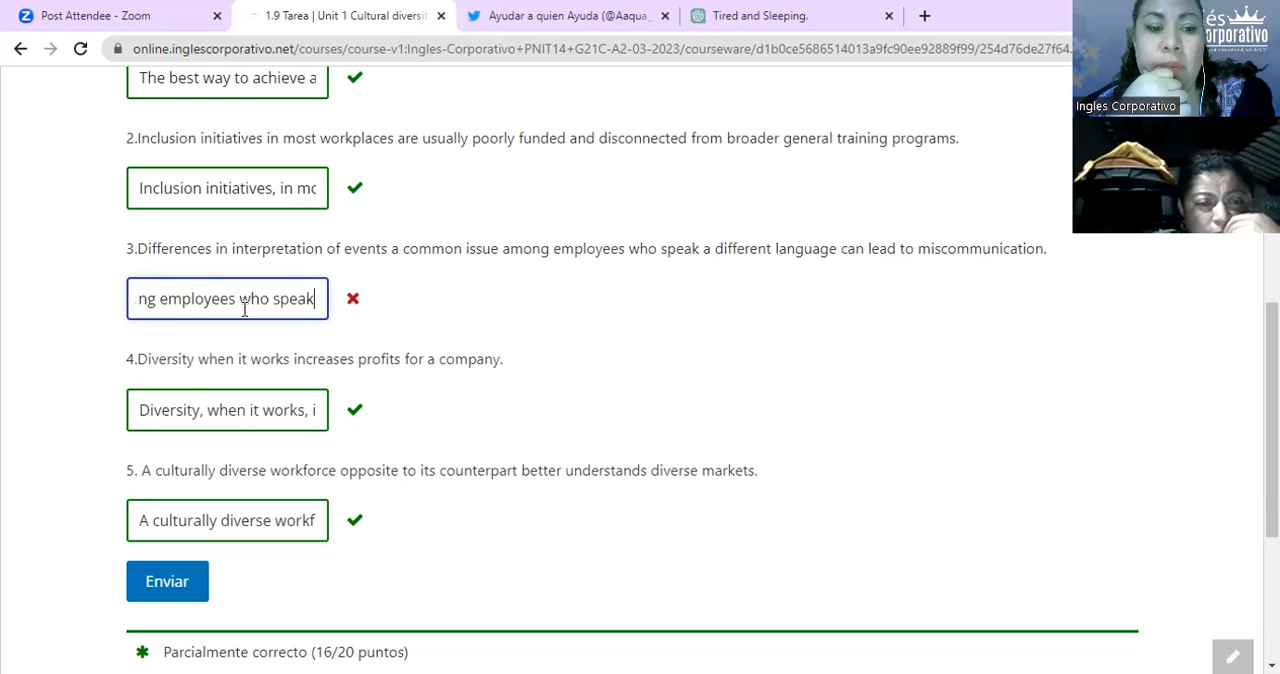 Post Attendee - Zoom
1.9 Tarea | Unit 1 Cultural diversit
Ayudar a quien Ayuda (@Aaqua_
Tired and Sleeping.
online.inglescorporativo.net/courses/course-v1:Ingles-Corporativo+PNIT14+G21C-A2-03-2023/courseware/d1b0ce5686514013a9fc90ee92889f99/254d76de27f64
és
orporativo
Ingles Corporativo
The best way to achieve a
2.Inclusion initiatives in most workplaces are usually poorly funded and disconnected from broader general training programs.
Inclusion initiatives, in mc
3.Differences in interpretation of events a common issue among employees who speak a different language can lead to miscommunication.
ng employees who speak
4.Diversity when it works increases profits for a company.
Diversity, when it works, i
5. A culturally diverse workforce opposite to its counterpart better understands diverse markets.
A culturally diverse workf
Enviar
Parcialmente correcto (16/20 puntos)